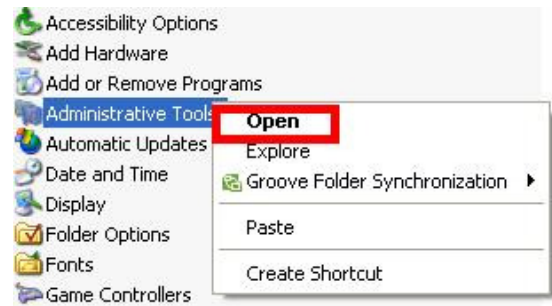 Accessibility Options
Add Hardware
Add or Remove Programs
Administrative Tools
Automatic Updates
Date and Time
Display
Folder Options
Fonts
Game Controllers
Open
Explore
Groove Folder Synchronization
Paste
Create Shortcut